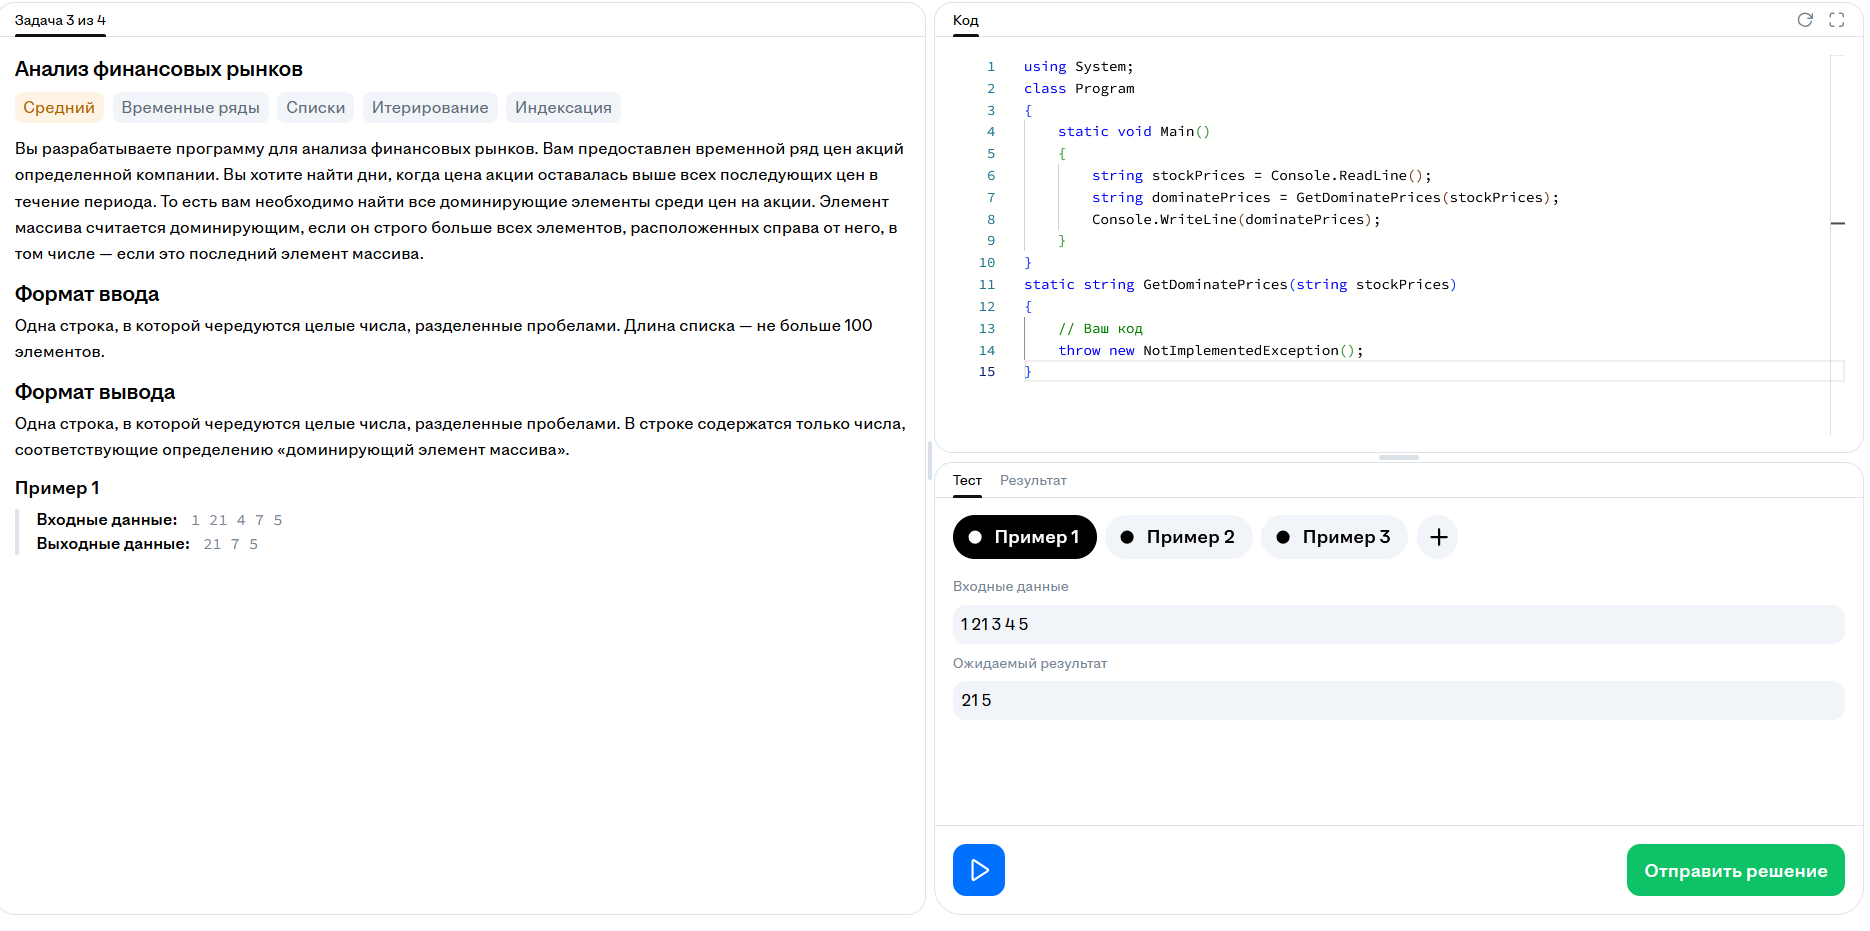 Задача 3 из 4
Анализ финансовых рынков
Средний Временные ряды Списки Итерирование Индексация
Вы разрабатываете программу для анализа финансовых рынков. Вам предоставлен временной ряд цен акций
определенной компании. Вы хотите найти дни, когда цена акции оставалась выше всех последующих цен в
течение периода. То есть вам необходимо найти все доминирующие элементы среди цен на акции. Элемент
массива считается доминирующим, если он строго больше всех элементов, расположенных справа от него, в
том числе — если это последний элемент массива.
Формат ввода
Одна строка, в которой чередуются целые числа, разделенные пробелами. Длина списка — не больше 100
элементов.
Формат вывода
Одна строка, в которой чередуются целые числа, разделенные пробелами. В строке содержатся только числа,
соответствующие определению «доминирующий элемент массива».
Пример 1
Входные данные: 1 21 4 7 5
Выходные данные: 21 7 5
Код
1 using System;
2 class Program
3 {
4 static void Main()
5 {
6 string stockPrices = Console.ReadLine();
7 string dominatePrices = GetDominatePrices(stockPrices);
8 Console.WriteLine(dominatePrices);
9 }
10 }
11 static string GetDominatePrices(string stockPrices)
12 {
13 // Ваш код
14 throw new NotImplementedException();
15 }
Тест Результат
Пример 1 Пример 2 Пример 3
Входные данные
1 21 3 4 5
Ожидаемый результат
21 5
Отправить решение